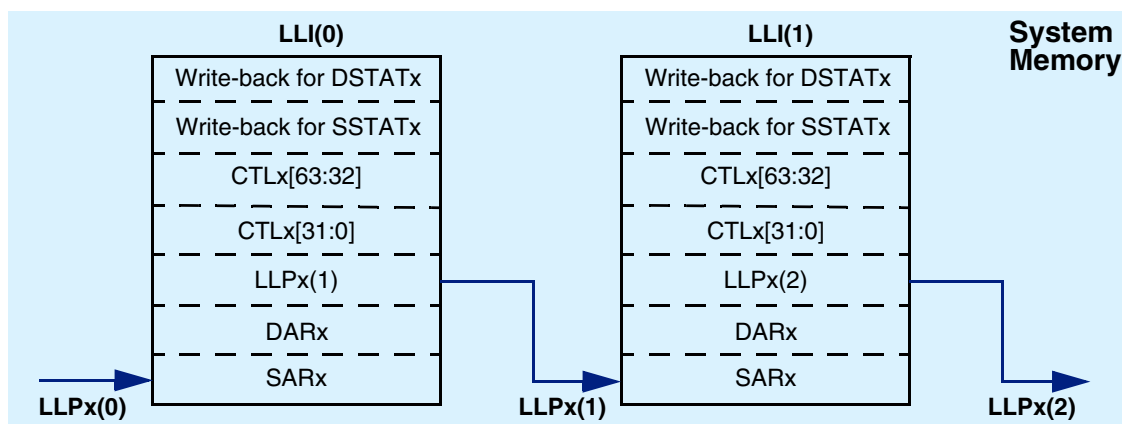 LLI(0)
Write-back for DSTATx
Write-back for SSTATx
CTLx[63:32]
CTLx[31:0]
LLPx(1)
DARx
SARx
LLPx(0)
LLPx(1)
LLI(1)
Write-back for DSTATx
Write-back for SSTATx
CTLx[63:32]
CTLx[31:0]
LLPx(2)
DARx
SARx
LLPx(2)
System
Memory